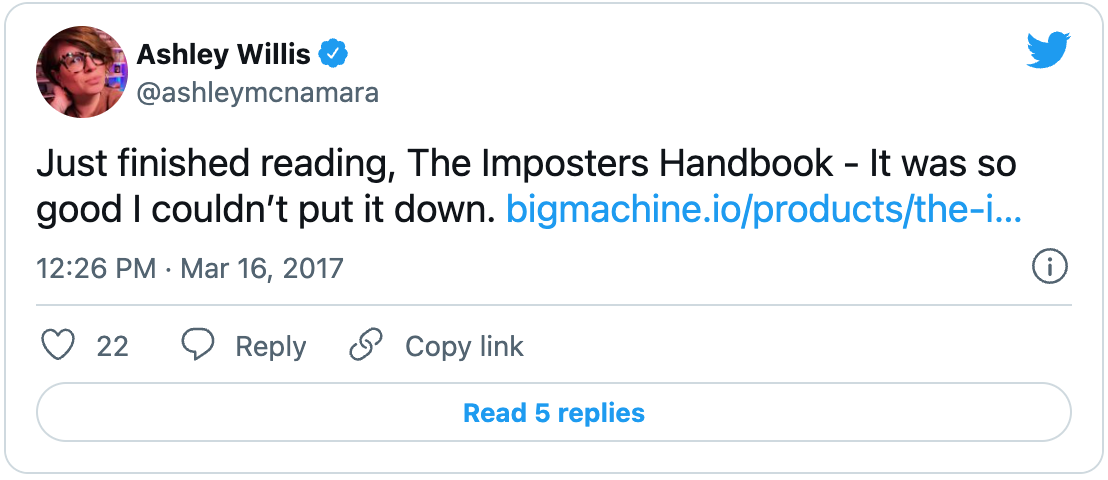 Ashley Willis
@ashleymcnamara
Just finished reading, The Imposters Handbook - It was so
good I couldn’t put it down. bigmachine.io/products/the-i...
12:26 PM · Mar 16, 2017
22 Reply Copy link
Read 5 replies